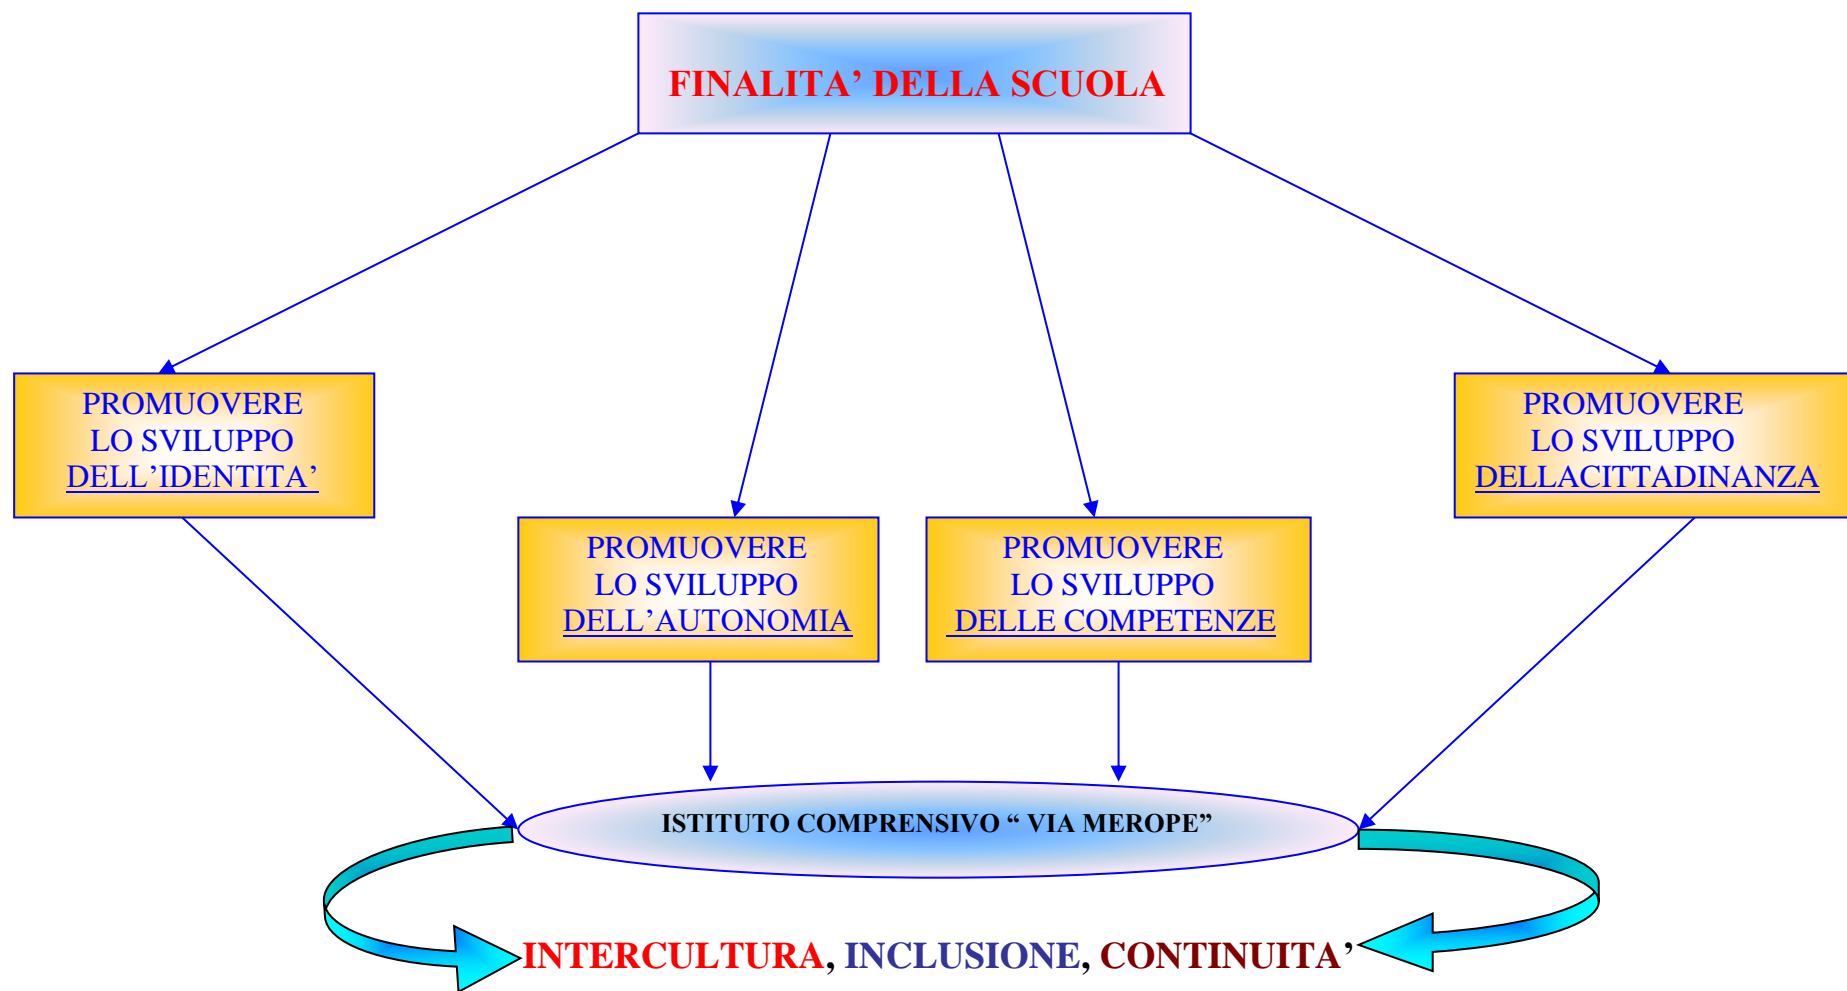 FINALITA’ DELLA SCUOLA
PROMUOVERE
LO SVILUPPO
DELL’IDENTITA’
PROMUOVERE
LO SVILUPPO
DELL’AUTONOMIA
PROMUOVERE
LO SVILUPPO
DELLE COMPETENZE
PROMUOVERE
LO SVILUPPO
DELLACITTADINANZA
ISTITUTO COMPRENSIVO “ VIA MEROPE”
INTERCULTURA, INCLUSIONE, CONTINUITA’